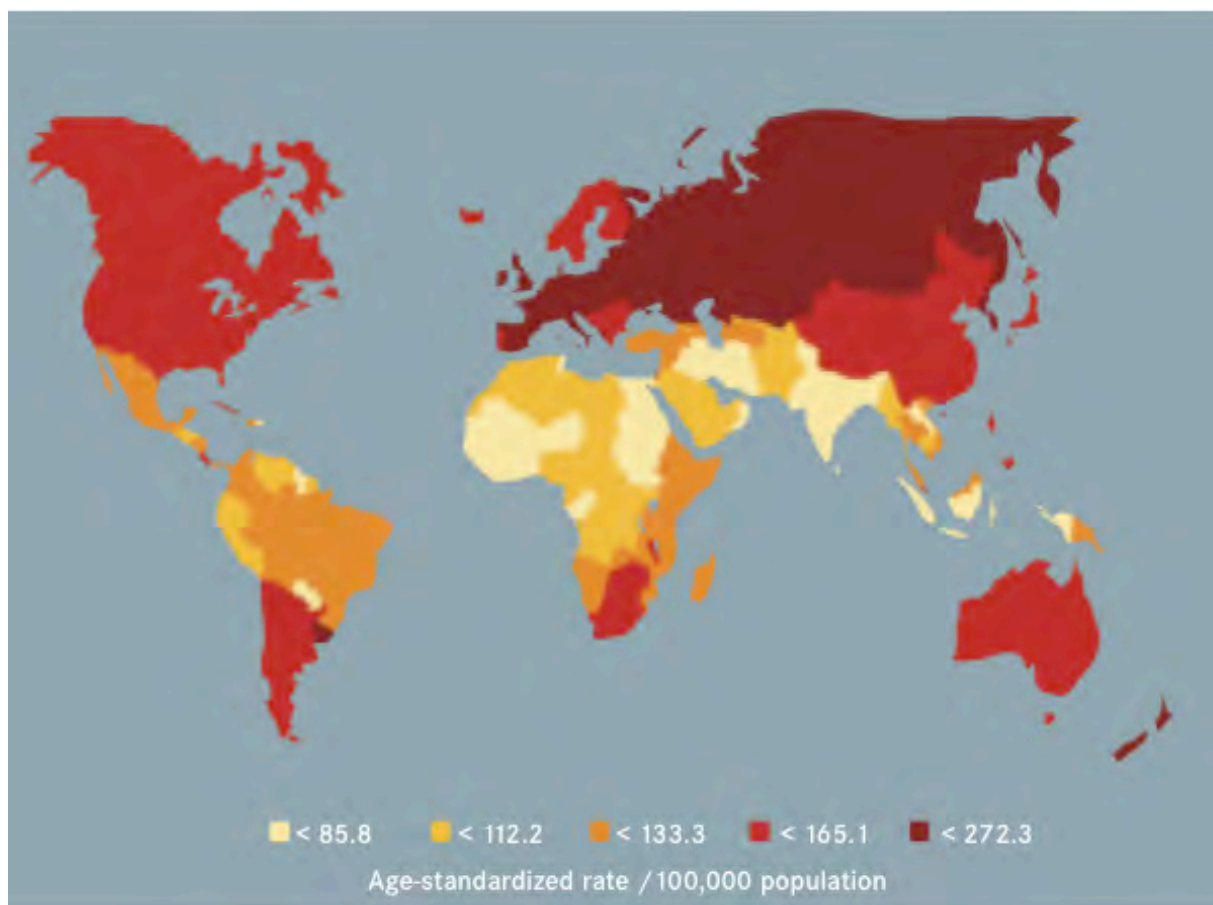 < 85.8 < 112.2 < 133.3 < 165.1 < 272.3
Age-standardized rate / 100,000 population